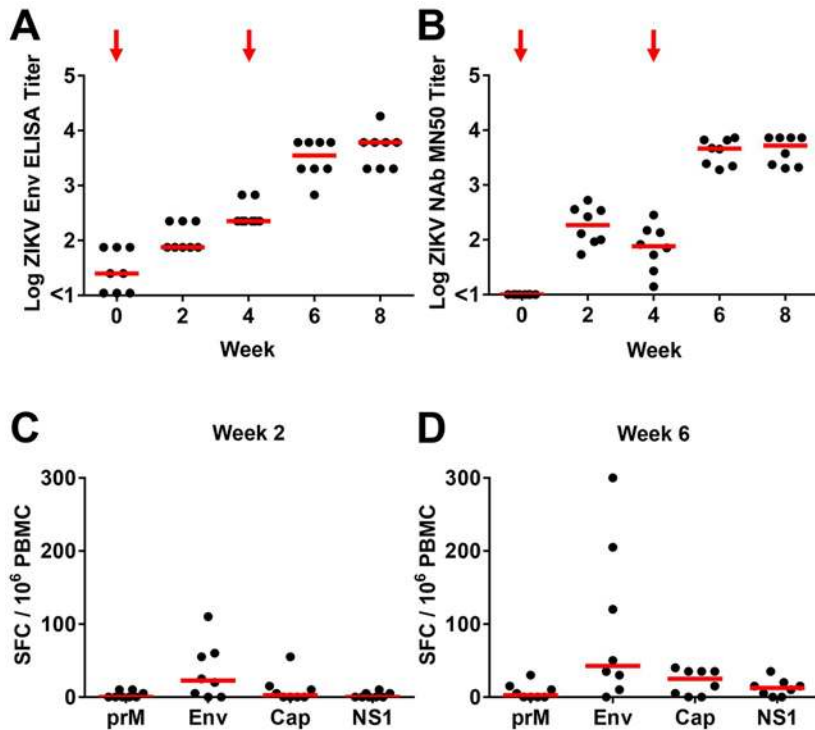 A
Log ZIKV Env ELISA Titer
5
4
3
2
<1
0 2 4 6 8
Week
B
Log ZIKV NAb MN50 Titer
5
4
3
2
<1
0 2 4 6 8
Week
C
Week 2
SFC / 10⁶ PBMC
300
200
100
0
prM Env Cap NS1
D
Week 6
SFC / 10⁶ PBMC
300
200
100
0
prM Env Cap NS1